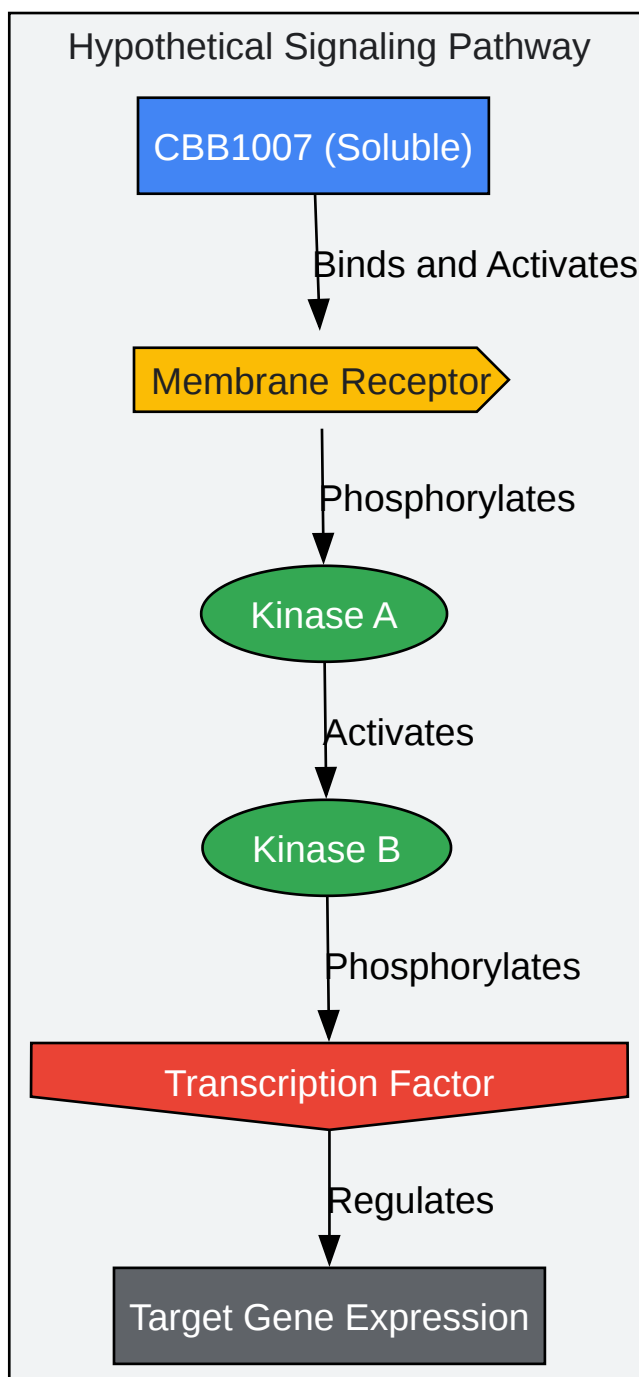 Hypothetical Signaling Pathway
CBB1007 (Soluble)
Binds and Activates
Membrane Receptor
Phosphorylates
Kinase A
Activates
Kinase B
Phosphorylates
Transcription Factor
Regulates
Target Gene Expression